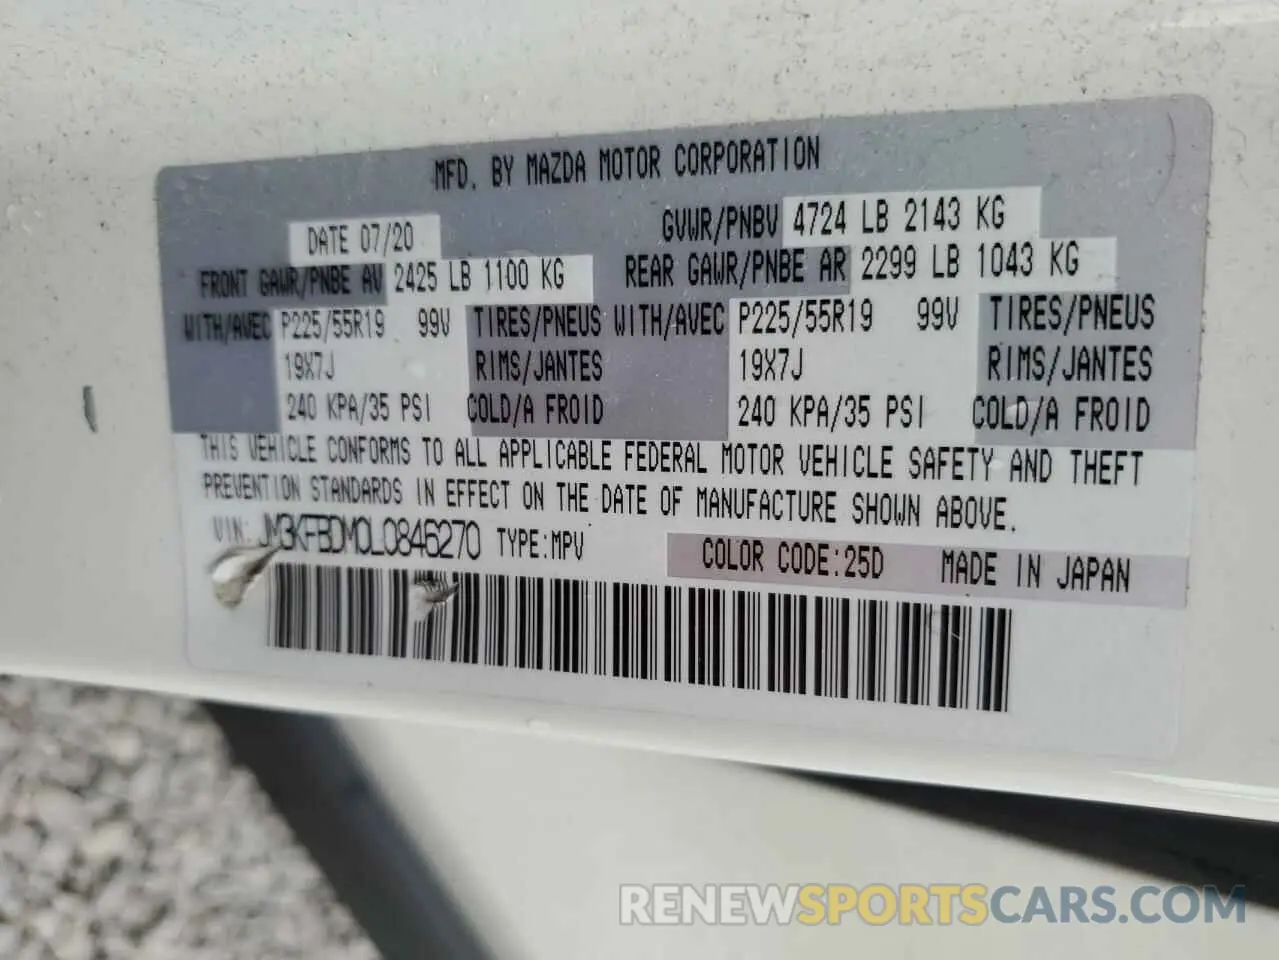 MFD. BY MAZDA MOTOR CORPORATION
DATE 07/20 GVWR/PNBV 4724 LB 2143 KG
FRONT GAWR/PNBE AV 2425 LB 1100 KG REAR GAWR/PNBE AR 2299 LB 1043 KG
WITH/AVEC P225/55R19 99V TIRES/PNEUS WITH/AVEC P225/55R19 99V TIRES/PNEUS
19X7J RIMS/JANTES 19X7J RIMS/JANTES
240 KPA/35 PSI COLD/A FROID 240 KPA/35 PSI COLD/A FROID
THIS VEHICLE CONFORMS TO ALL APPLICABLE FEDERAL MOTOR VEHICLE SAFETY AND THEFT
PREVENTION STANDARDS IN EFFECT ON THE DATE OF MANUFACTURE SHOWN ABOVE.
VIN: JM3KFBDM0L0846270 TYPE:MPV COLOR CODE:25D MADE IN JAPAN
RENEWSPORTSCARS.COM